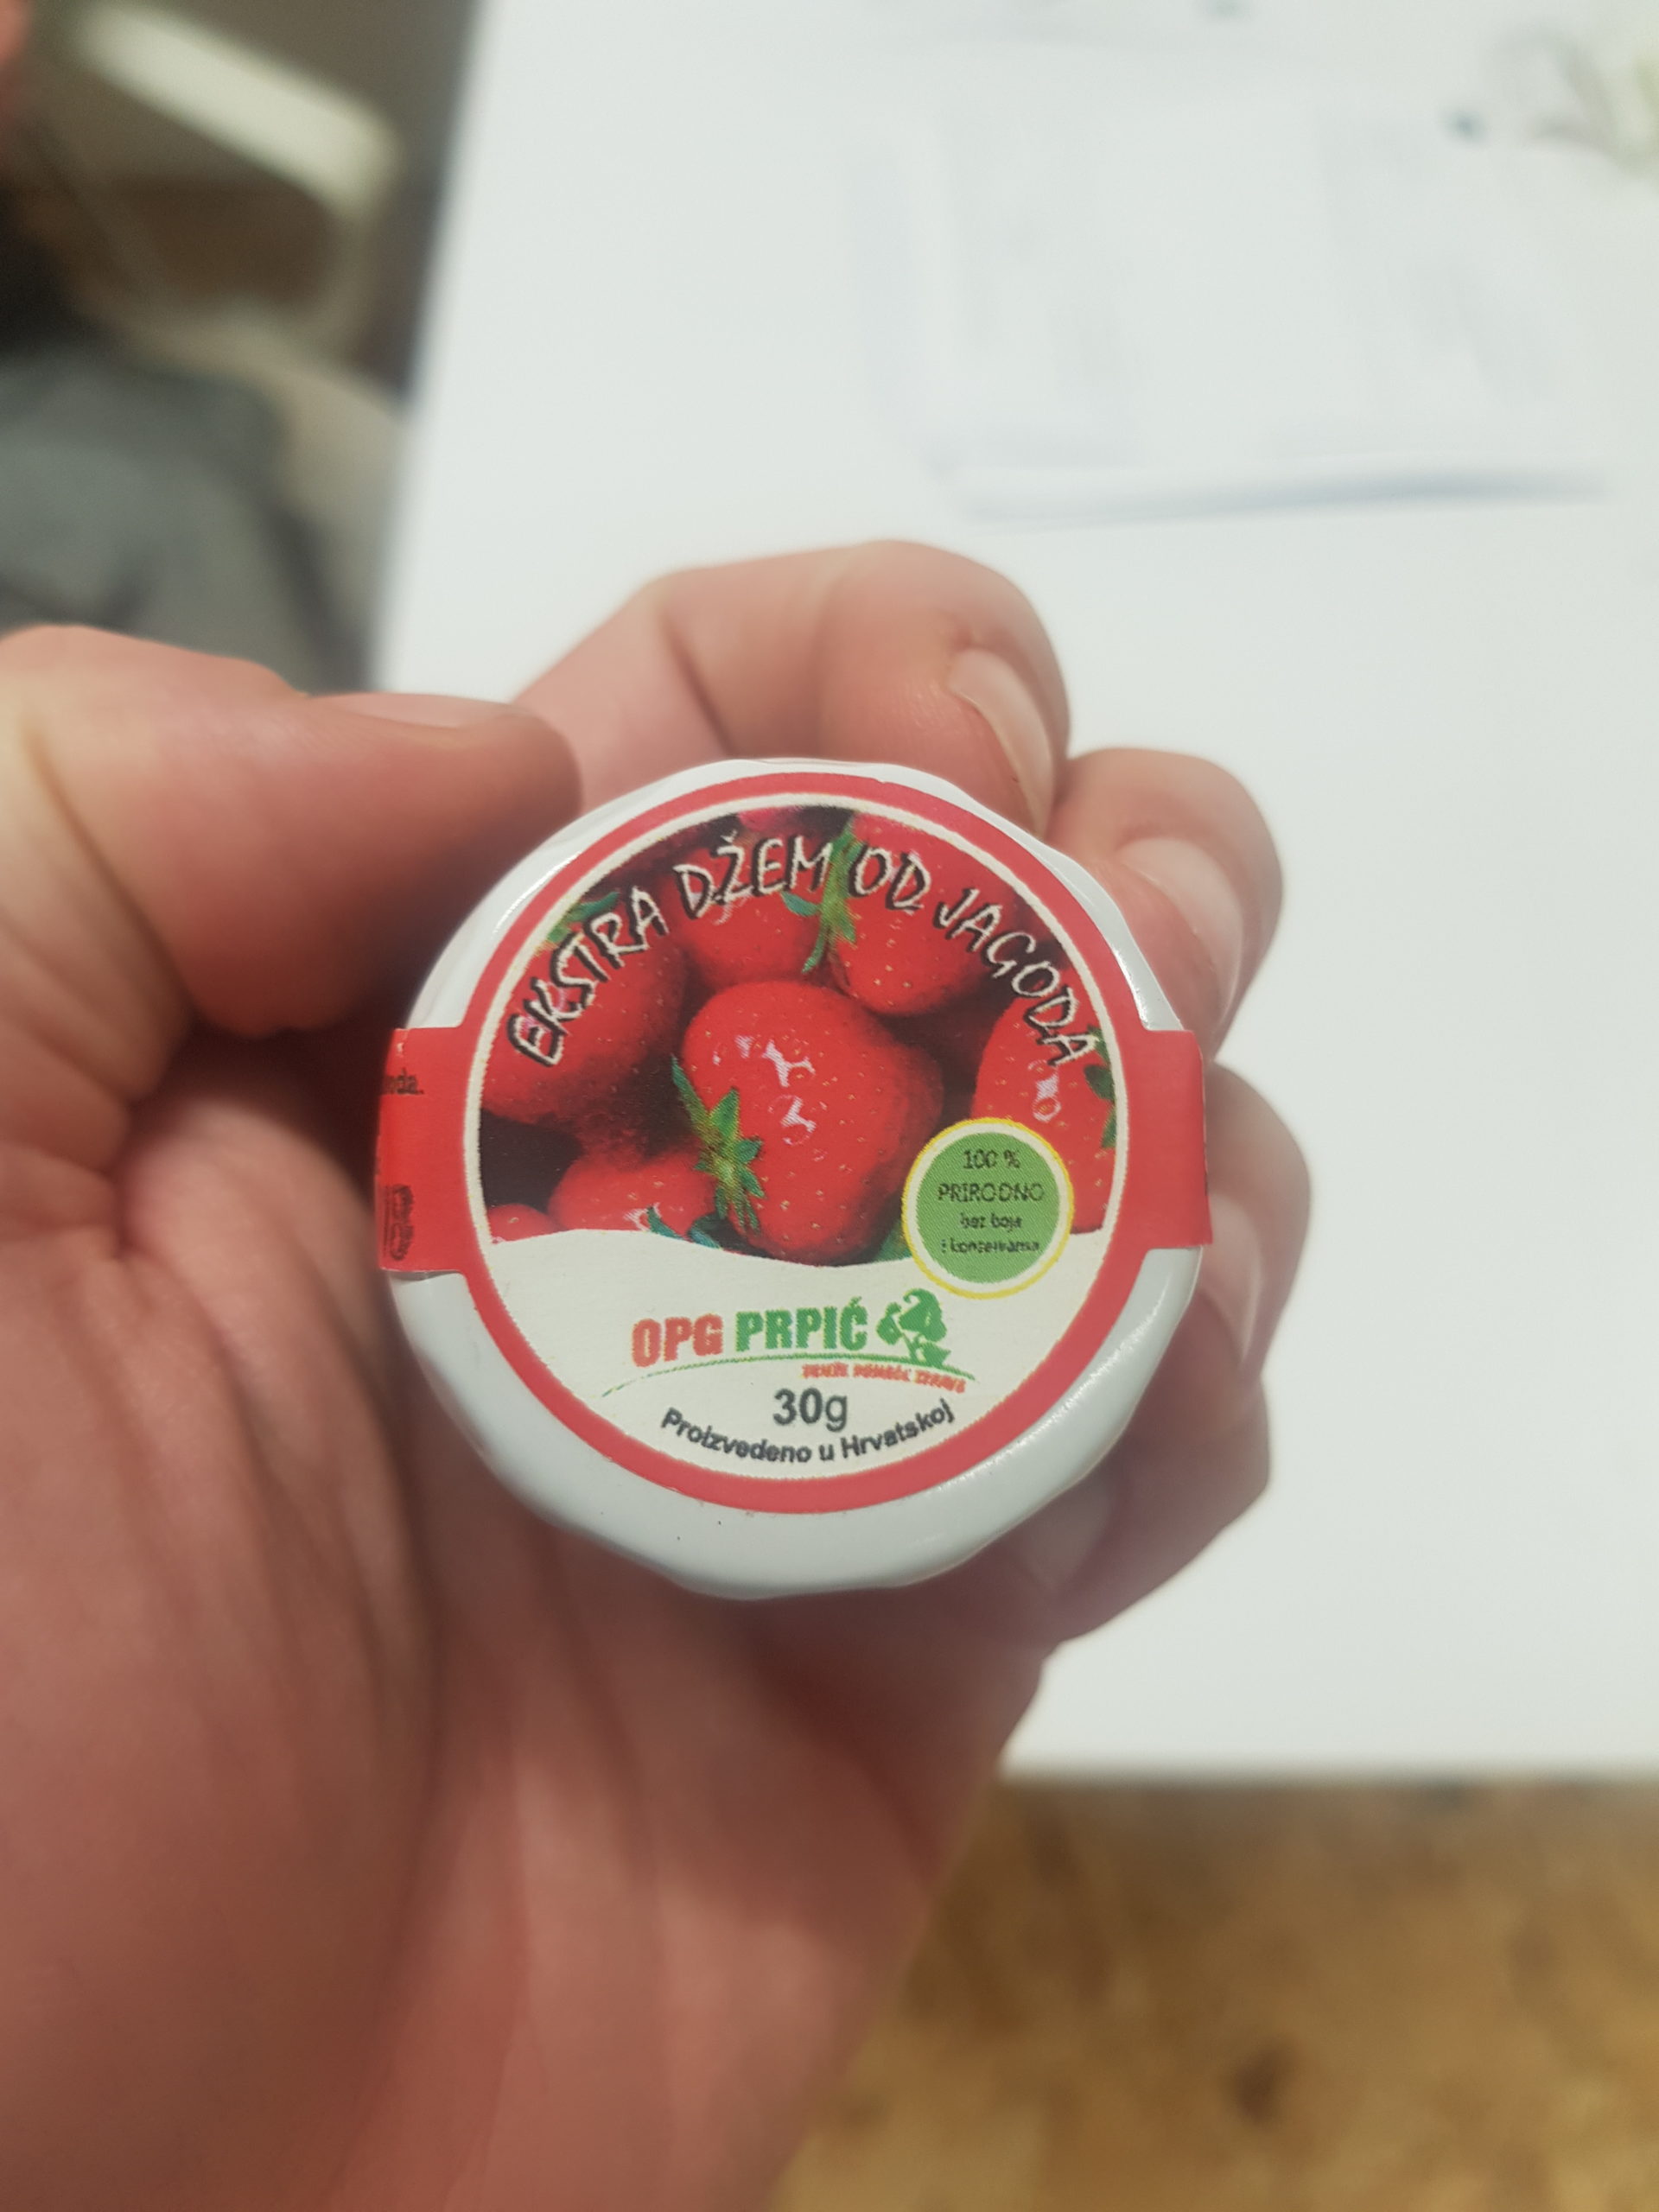 EKSTRA DŽEM OD JAGODA
100 %
PRIRODNO
bez boja
i konzervansa
OPG PRPIĆ
30g
Proizvedeno u Hrvatskoj